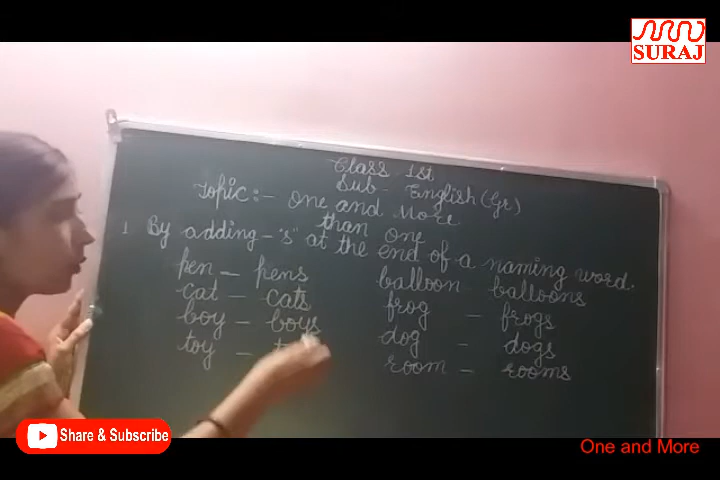 SURAJ
Class 1st
Sub - English (Gr)
Topic :- One and More
than one
1 By adding - "s" at the end of a naming word.
pen - pens
cat - cats
boy - boys
toy -
balloon - balloons
frog - frogs
dog - dogs
room - rooms
Share & Subscribe
One and More